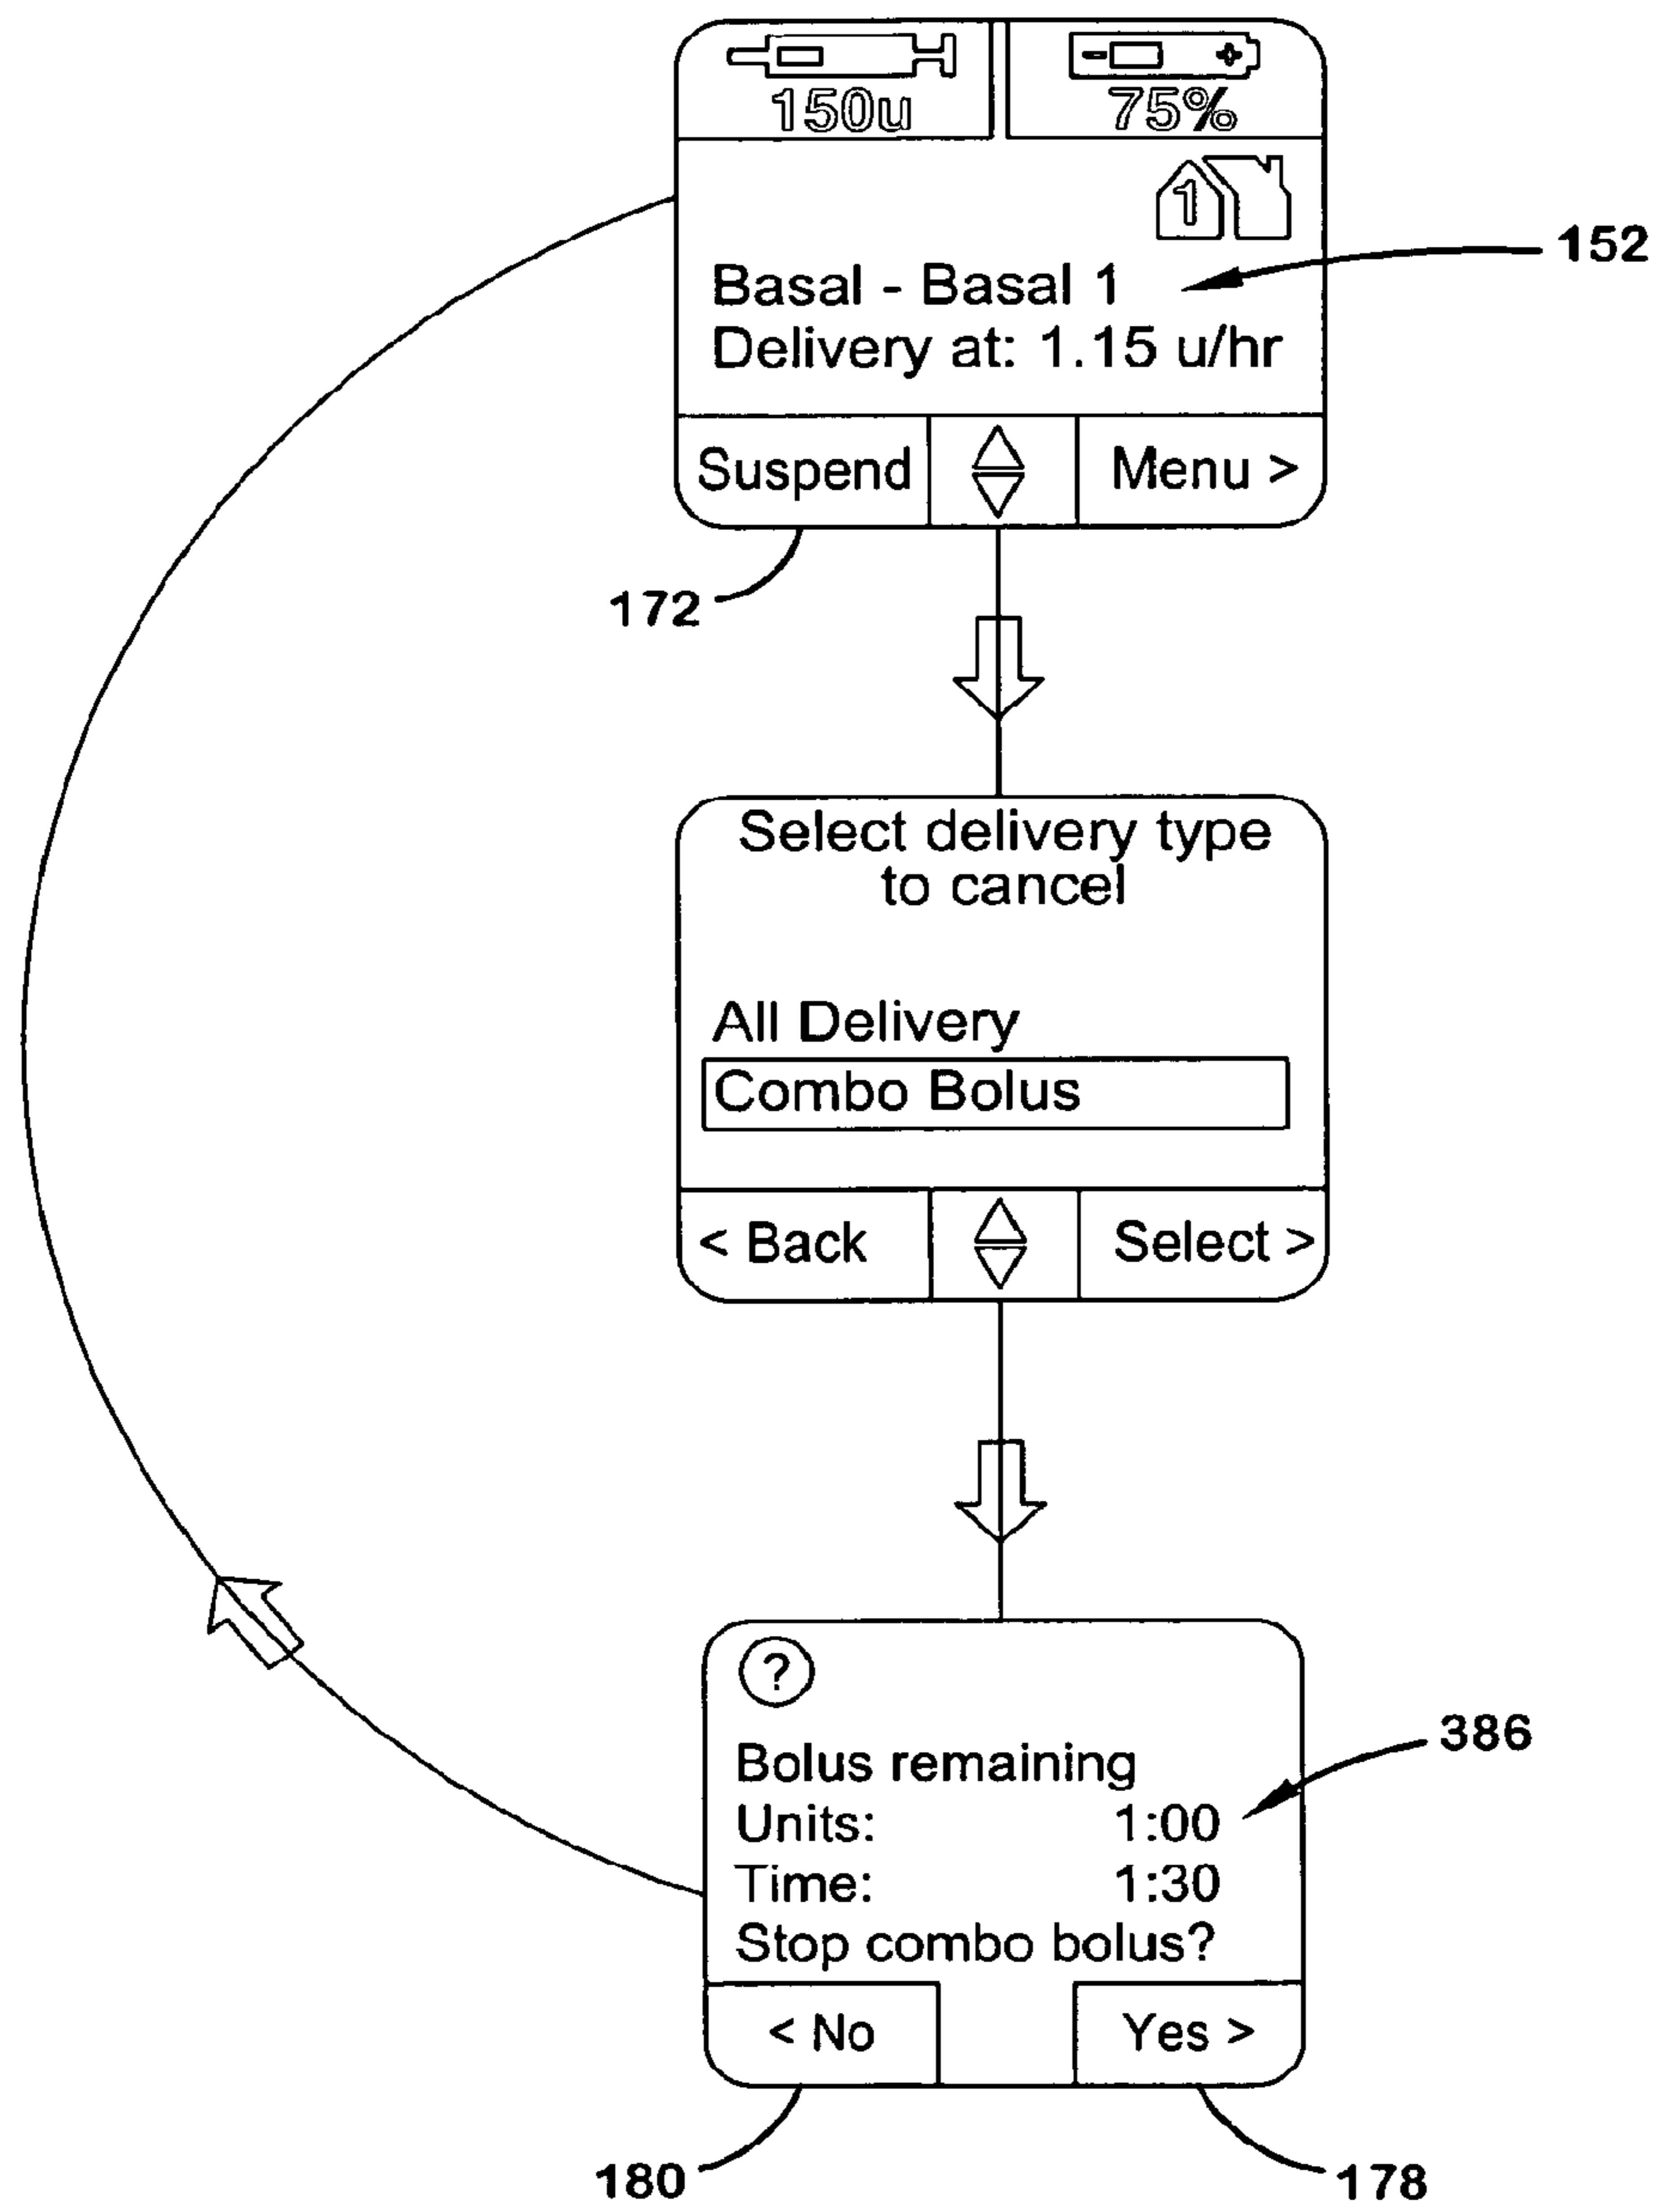 150u
75%
1
152
Basal - Basal 1
Delivery at: 1.15 u/hr
Suspend
Menu >
172
Select delivery type
to cancel
All Delivery
Combo Bolus
< Back
Select >
?
386
Bolus remaining
Units: 1:00
Time: 1:30
Stop combo bolus?
< No
Yes >
180
178